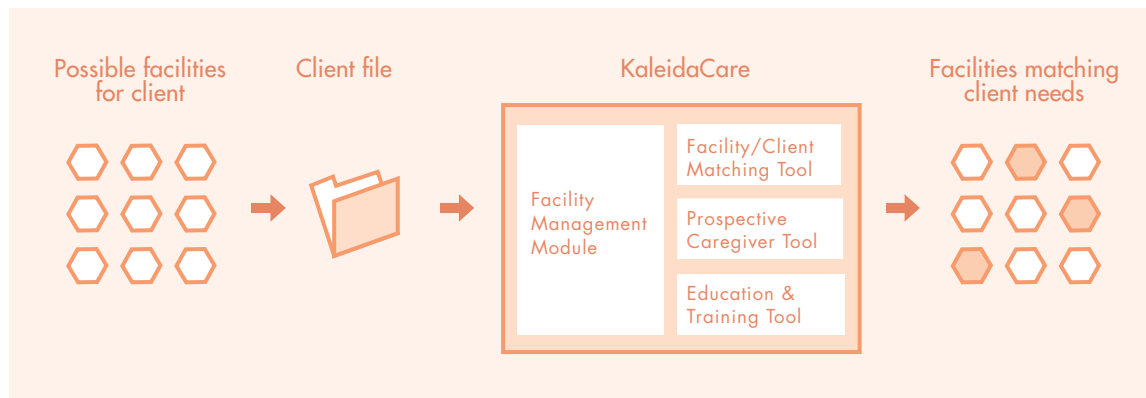 Possible facilities
for client
Client file
KaleidaCare
Facilities matching
client needs
Facility
Management
Module
Facility/Client
Matching Tool
Prospective
Caregiver Tool
Education &
Training Tool